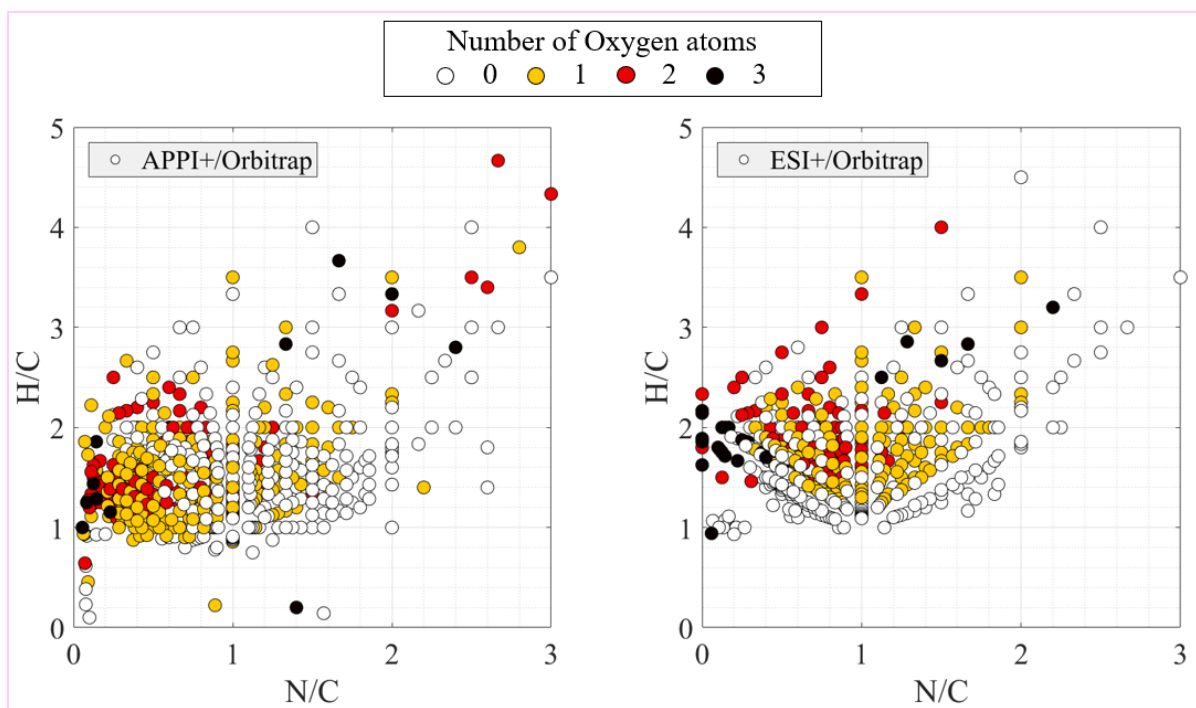 Number of Oxygen atoms
0 1 2 3
APPI+/Orbitrap
5
4
3
2
1
0
H/C
0 1 2 3
N/C
ESI+/Orbitrap
5
4
3
2
1
0
H/C
0 1 2 3
N/C